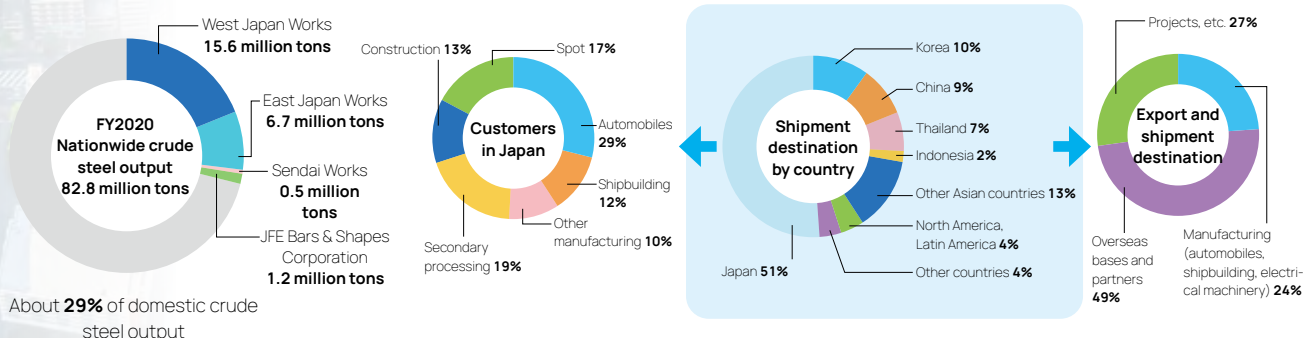 West Japan Works
15.6 million tons
East Japan Works
6.7 million tons
Sendai Works
0.5 million
tons
JFE Bars & Shapes
Corporation
1.2 million tons
FY2020
Nationwide crude
steel output
82.8 million tons
About 29% of domestic crude
steel output
Construction 13%
Spot 17%
Automobiles
29%
Shipbuilding
12%
Other
manufacturing 10%
Secondary
processing 19%
Customers
in Japan
Korea 10%
China 9%
Thailand 7%
Indonesia 2%
Other Asian countries 13%
North America,
Latin America 4%
Other countries 4%
Japan 51%
Shipment
destination
by country
Projects, etc. 27%
Export and
shipment
destination
Overseas
bases and
partners
49%
Manufacturing
(automobiles,
shipbuilding, electri-
cal machinery) 24%